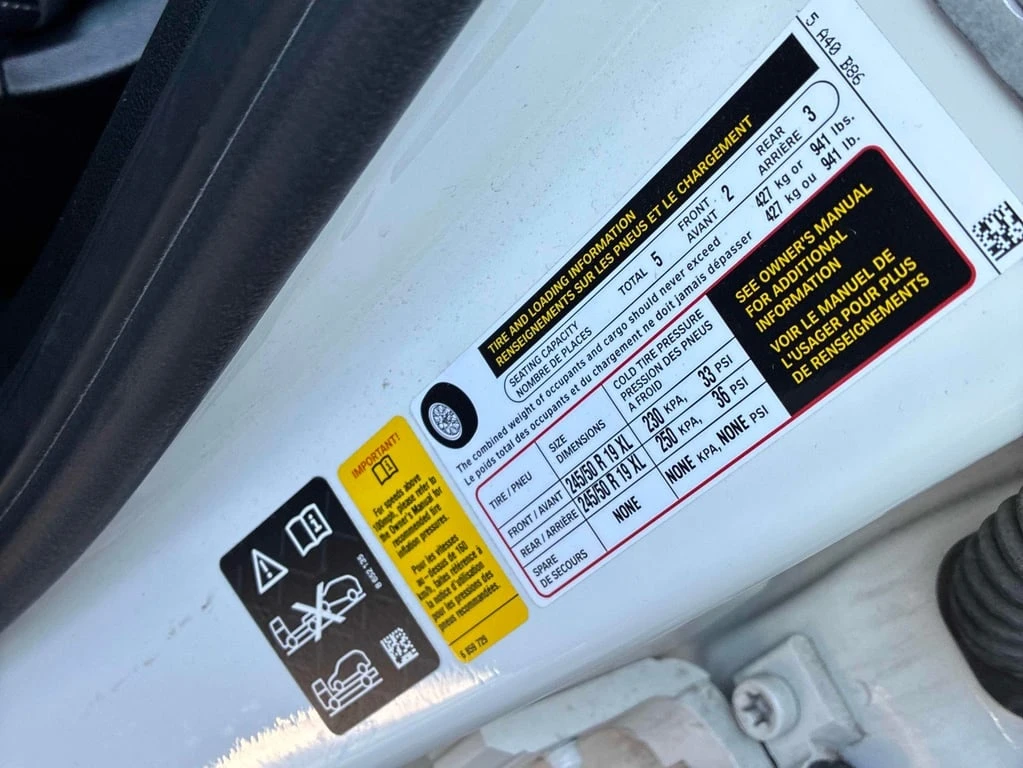 5 A40 B86
TIRE AND LOADING INFORMATION
RENSEIGNEMENTS SUR LES PNEUS ET LE CHARGEMENT
SEATING CAPACITY
NOMBRE DE PLACES
TOTAL 5
FRONT
AVANT
2
REAR
ARRIÈRE
3
The combined weight of occupants and cargo should never exceed 427 kg or 941 lbs.
Le poids total des occupants et du chargement ne doit jamais dépasser 427 kg ou 941 lb.
TIRE / PNEU
SIZE
DIMENSIONS
COLD TIRE PRESSURE
PRESSION DES PNEUS
A FROID
FRONT / AVANT 245/50 R 19 XL 230 KPA, 33 PSI
REAR / ARRIÈRE 245/50 R 19 XL 250 KPA, 36 PSI
SPARE
DE SECOURS
NONE NONE KPA, NONE PSI
SEE OWNER'S MANUAL
FOR ADDITIONAL
INFORMATION
VOIR LE MANUEL DE
L'USAGER POUR PLUS
DE RENSEIGNEMENTS
IMPORTANT!
For speeds above
100mph, please refer to
the Owner's Manual for
recommended tire
inflation pressures.
Pour les vitesses
au-dessus de 160
km/h, faites référence à
la notice d'utilisation
pour les pressions des
pneus recommandées.
6 859 729
8 652 126